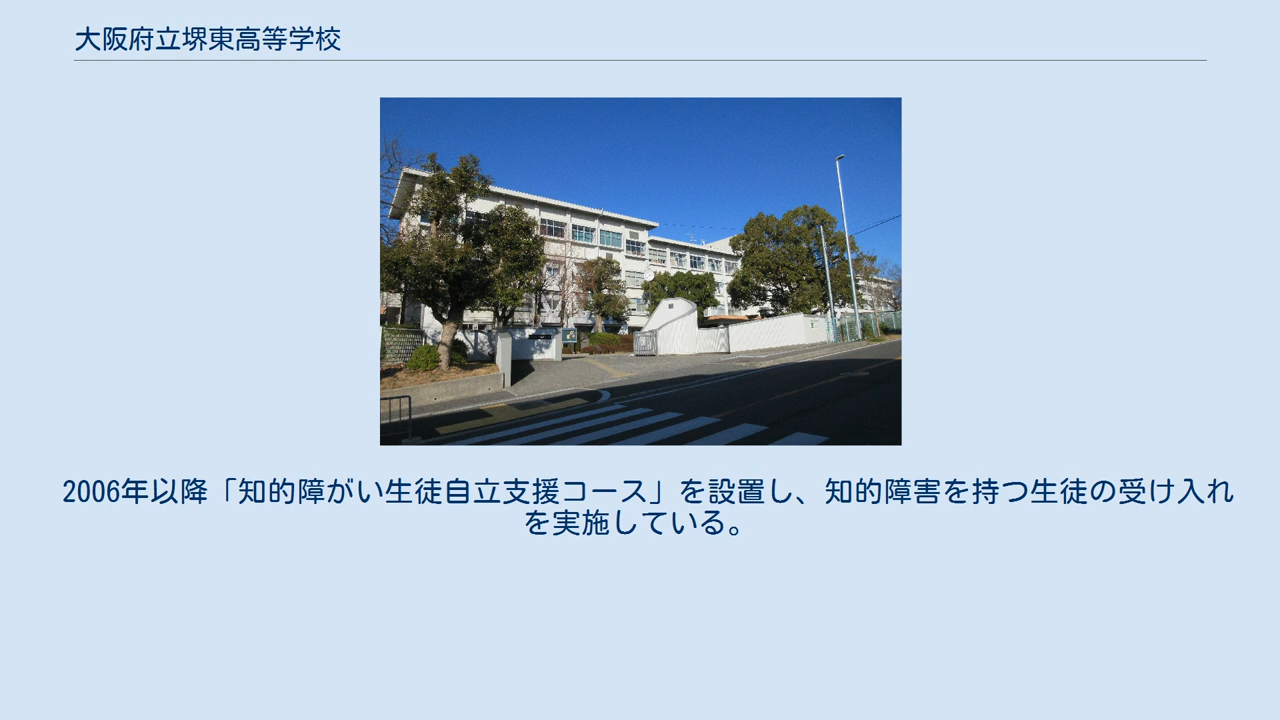 大阪府立堺東高等学校
2006年以降「知的障がい生徒自立支援コース」を設置し、知的障害を持つ生徒の受け入れ
を実施している。